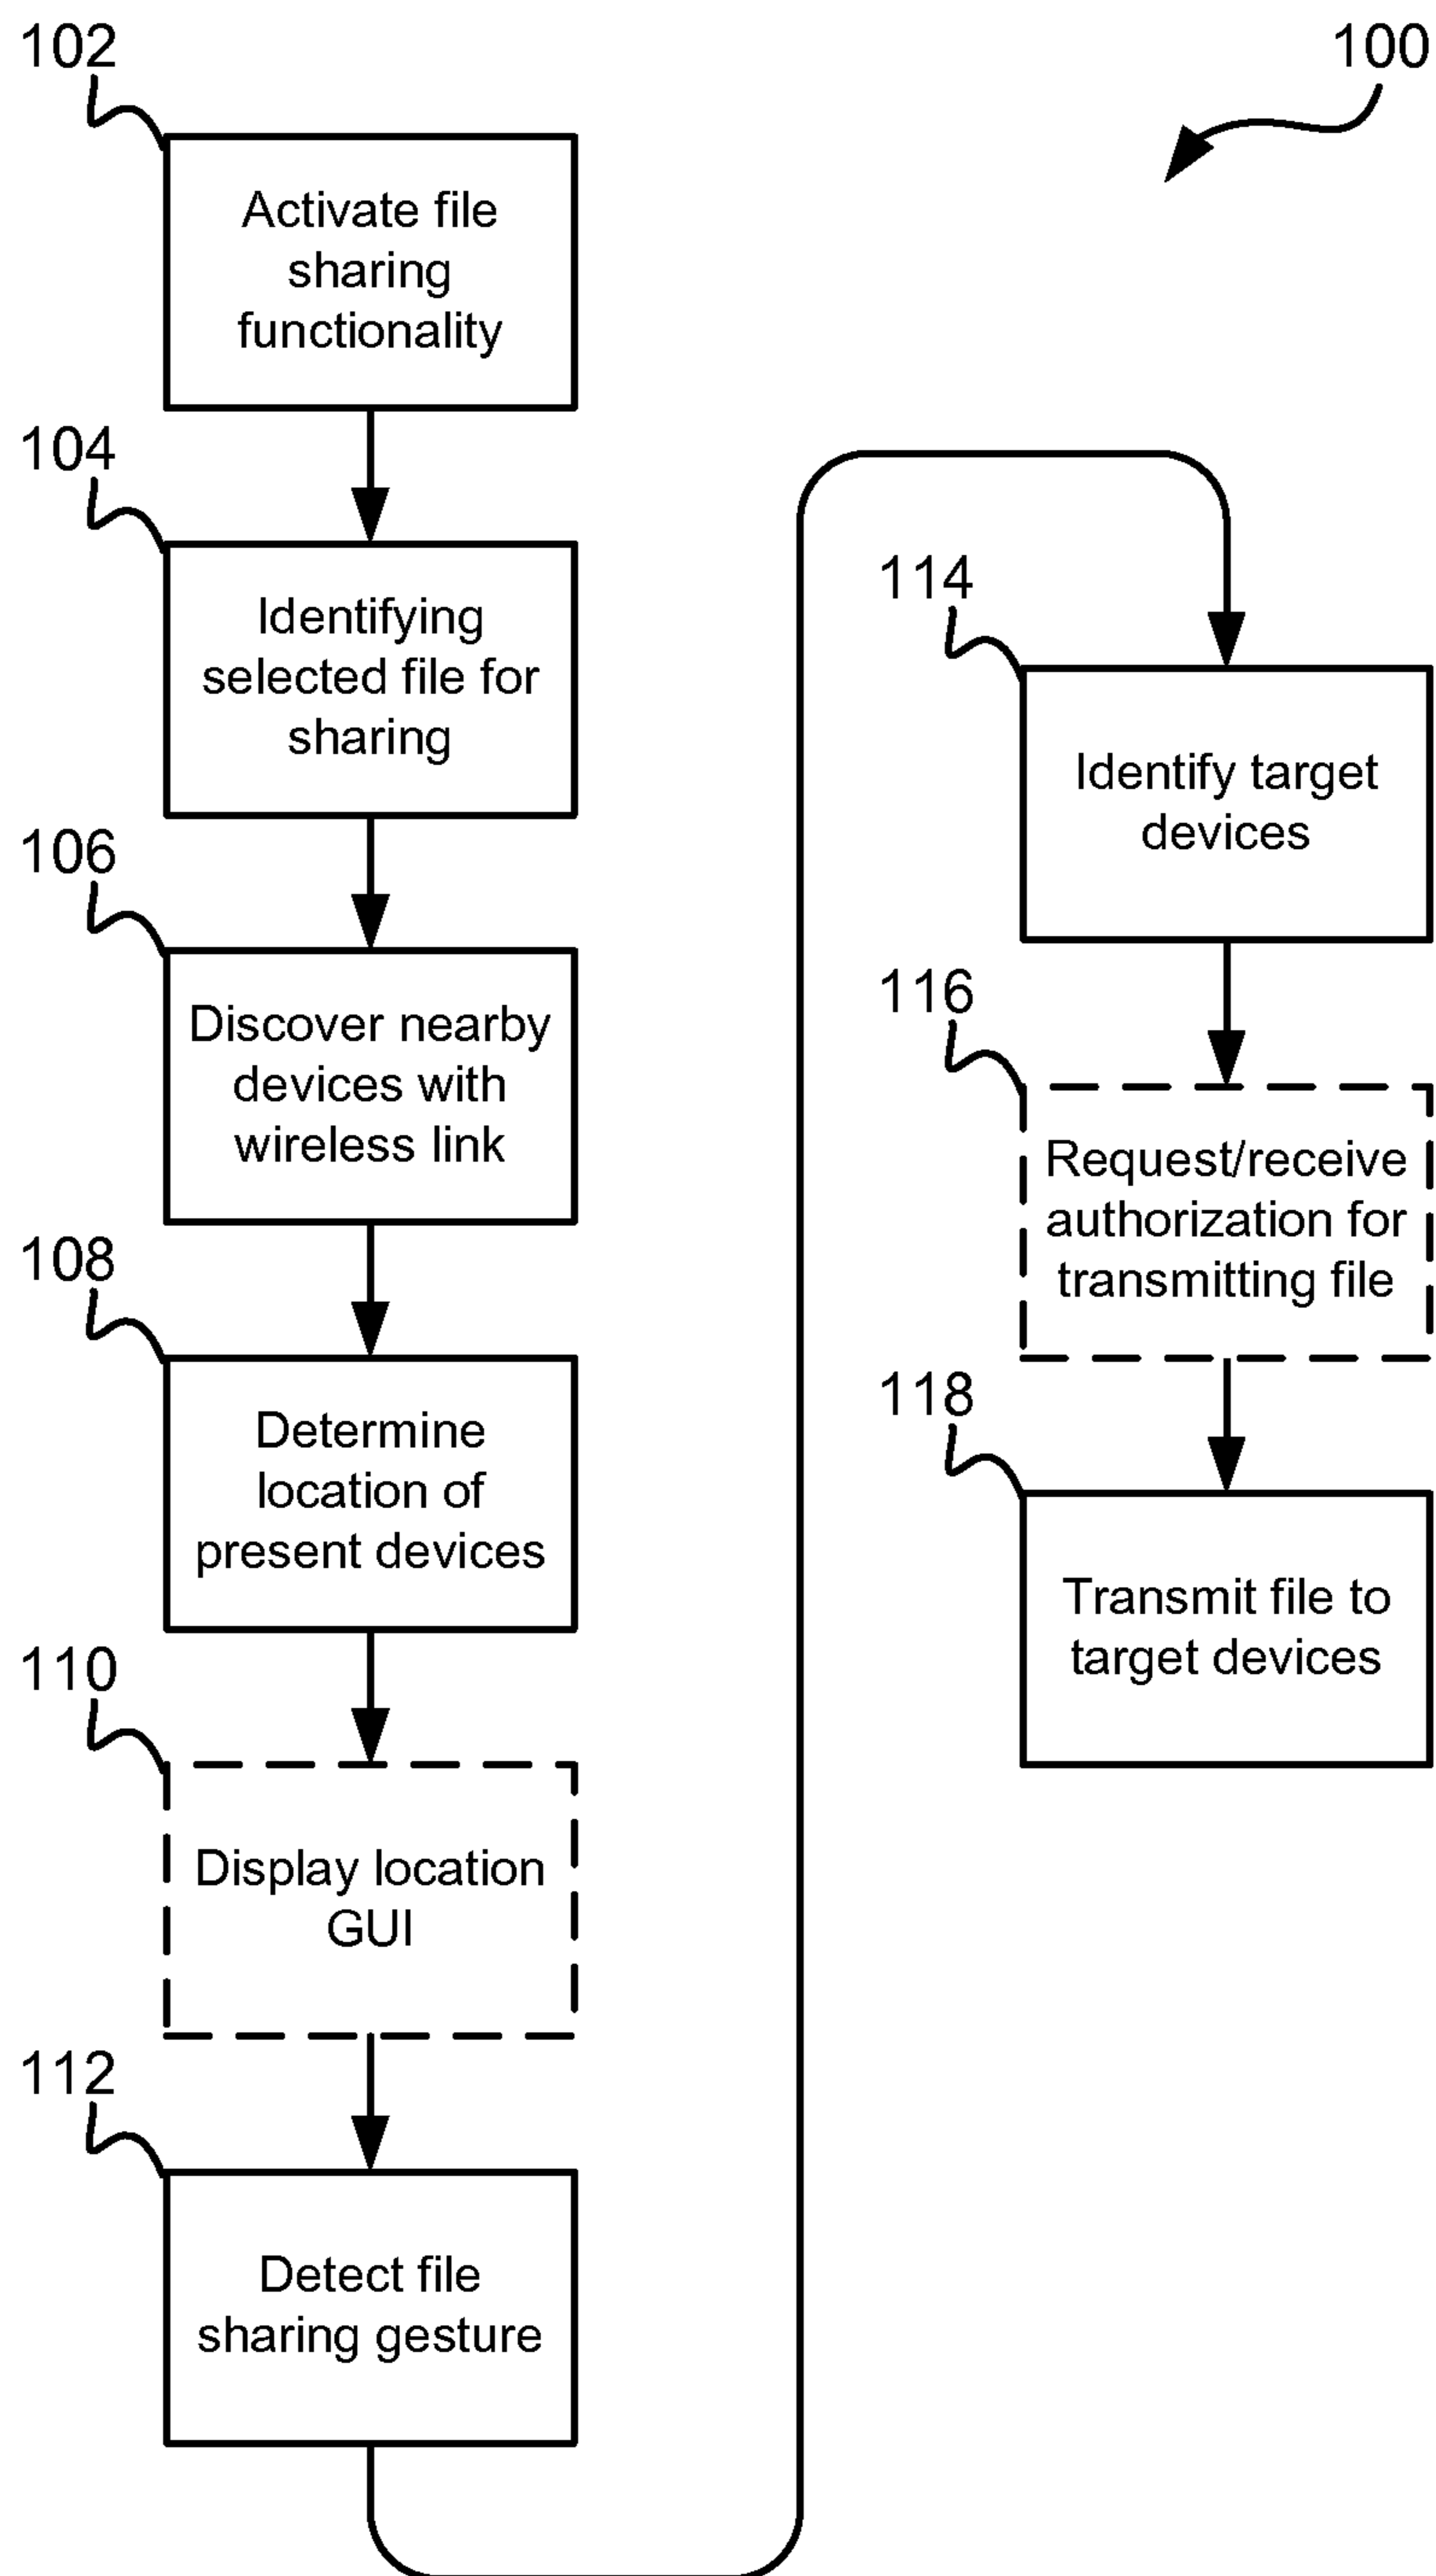 102
100
Activate file
sharing
functionality
104
Identifying
selected file for
sharing
106
Discover nearby
devices with
wireless link
108
Determine
location of
present devices
110
Display location
GUI
112
Detect file
sharing gesture
114
Identify target
devices
116
Request/receive
authorization for
transmitting file
118
Transmit file to
target devices